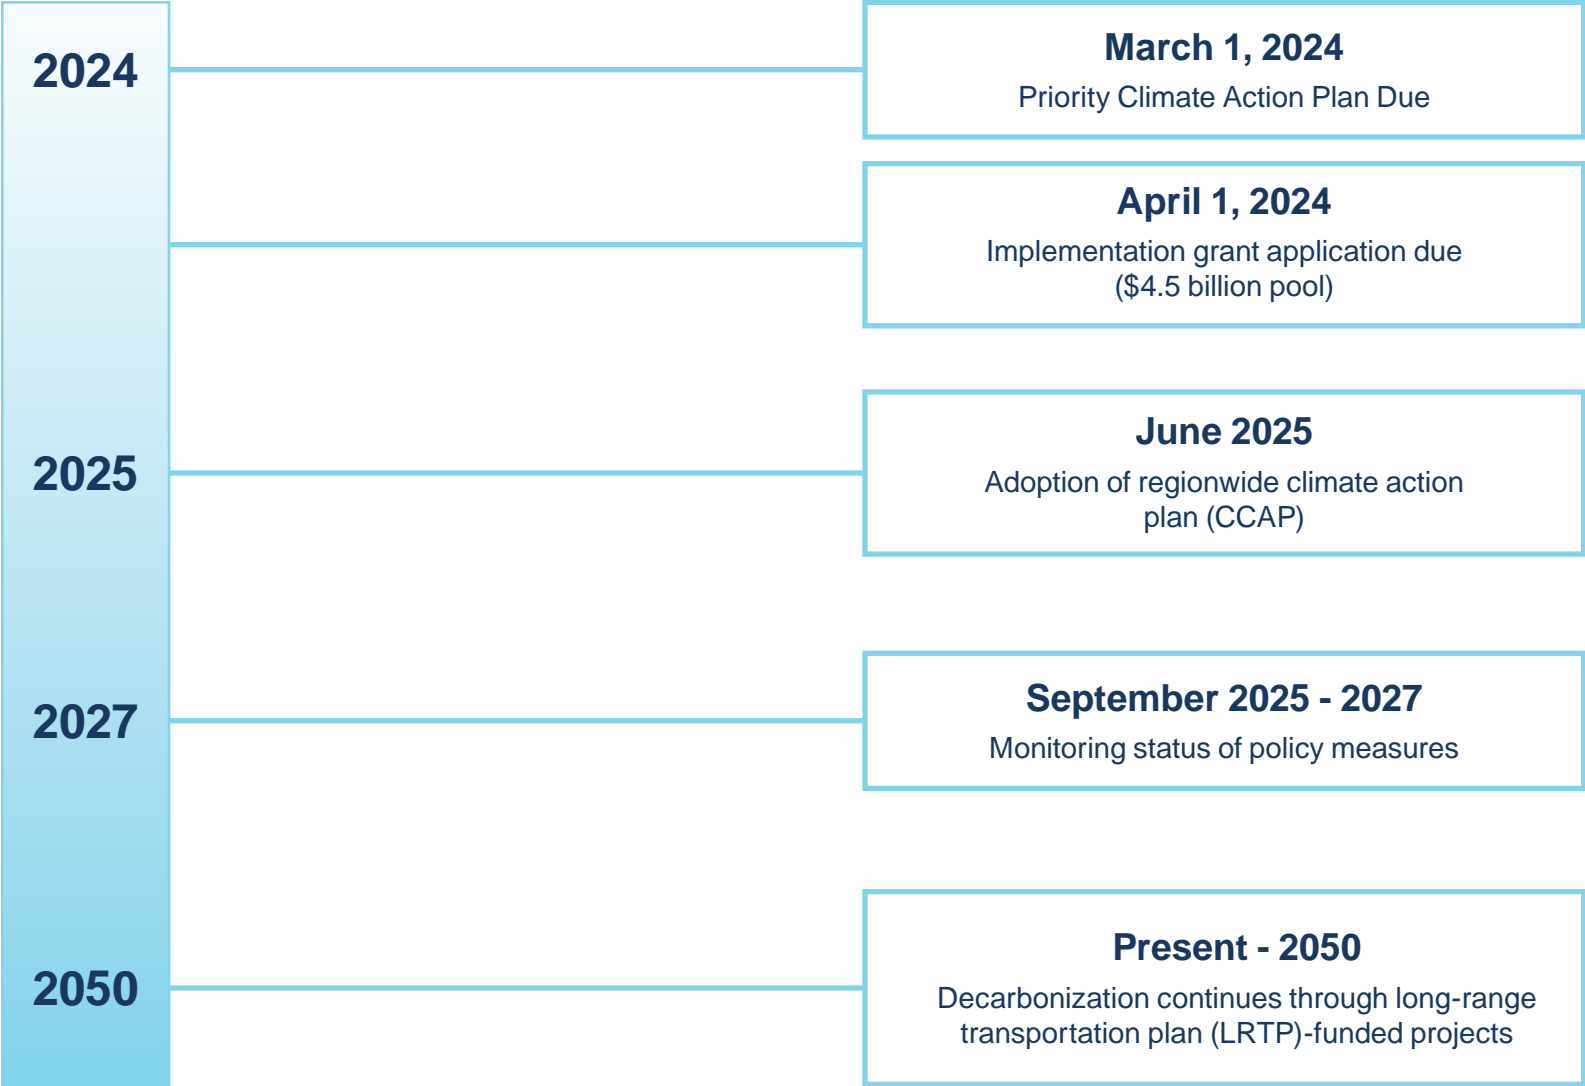 2024
March 1, 2024
Priority Climate Action Plan Due
April 1, 2024
Implementation grant application due
($4.5 billion pool)
2025
June 2025
Adoption of regionwide climate action
plan (CCAP)
2027
September 2025 - 2027
Monitoring status of policy measures
2050
Present - 2050
Decarbonization continues through long-range
transportation plan (LRTP)-funded projects